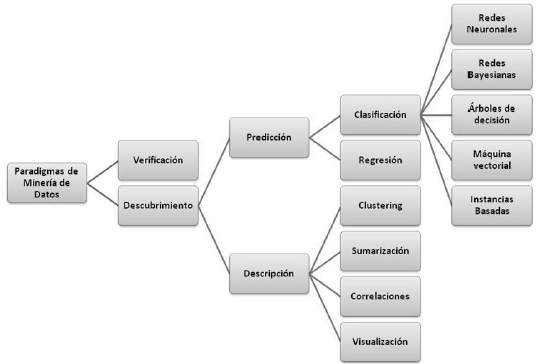 Paradigmas de
Minería de
Datos
Verificación
Descubrimiento
Predicción
Descripción
Clasificación
Regresión
Clustering
Sumarización
Correlaciones
Visualización
Redes
Neuronales
Redes
Bayesianas
Árboles de
decisión
Máquina
vectorial
Instancias
Basadas